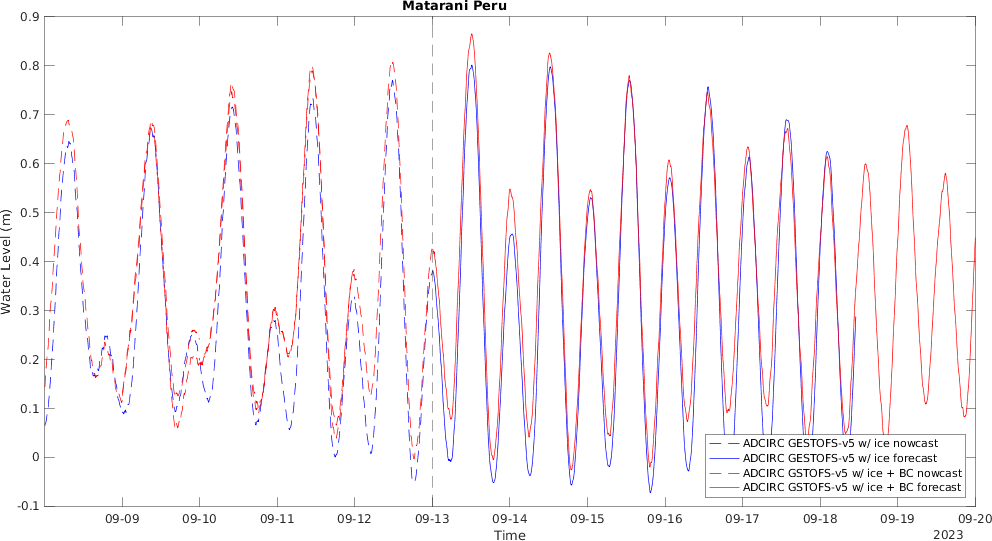 Matarani Peru
0.9
0.8
0.7
0.6
0.5
0.4
0.3
0.2
0.1
0
-0.1
Water Level (m)
ADCIRC GESTOFS-v5 w/ ice nowcast
ADCIRC GESTOFS-v5 w/ ice forecast
ADCIRC GSTOFS-v5 w/ ice + BC nowcast
ADCIRC GSTOFS-v5 w/ ice + BC forecast
09-09 09-10 09-11 09-12 09-13 09-14 09-15 09-16 09-17 09-18 09-19 09-20
Time
2023